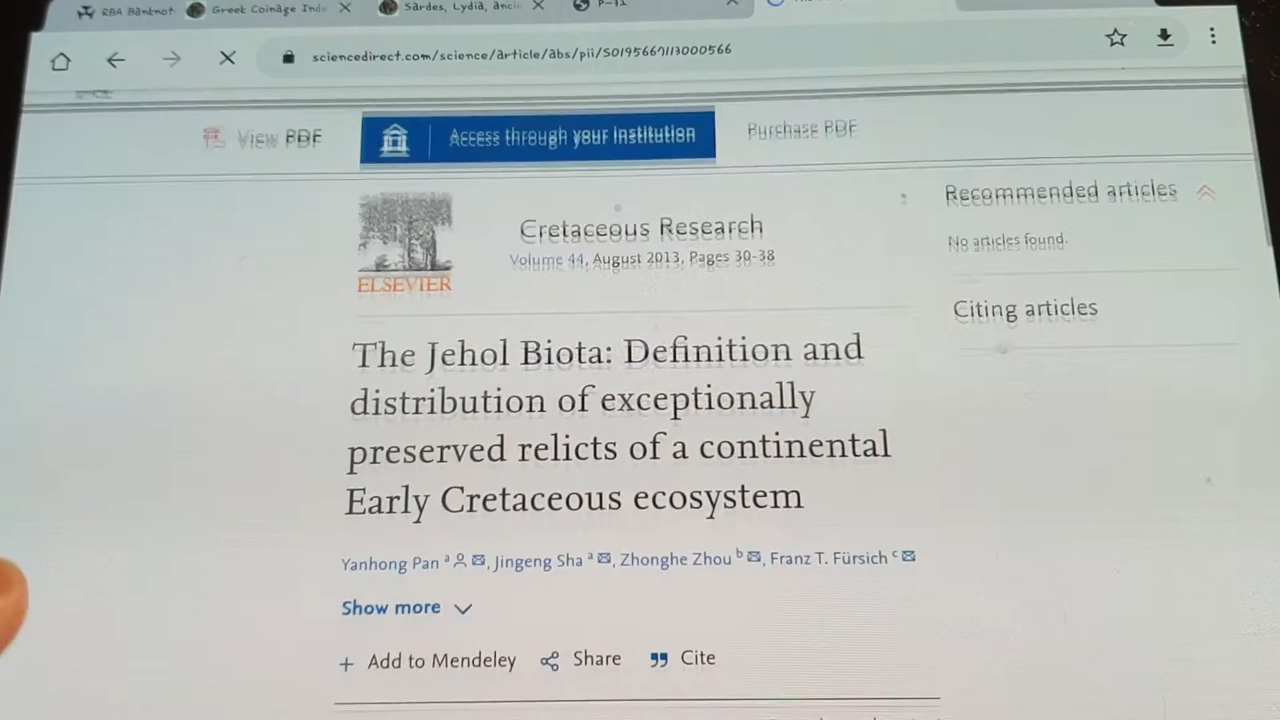 RBA Banknot
Greek Coinage Inde
Sardes, Lydia, anci
sciencedirect.com/science/article/abs/pii/S0195667113000566
View PDF
Access through your institution
Purchase PDF
Recommended articles
No articles found.
Citing articles
ELSEVIER
Cretaceous Research
Volume 44, August 2013, Pages 30-38
The Jehol Biota: Definition and
distribution of exceptionally
preserved relicts of a continental
Early Cretaceous ecosystem
Yanhong Pan a, Jingeng Sha a, Zhonghe Zhou b, Franz T. Fürsich c
Show more
+ Add to Mendeley
Share
Cite